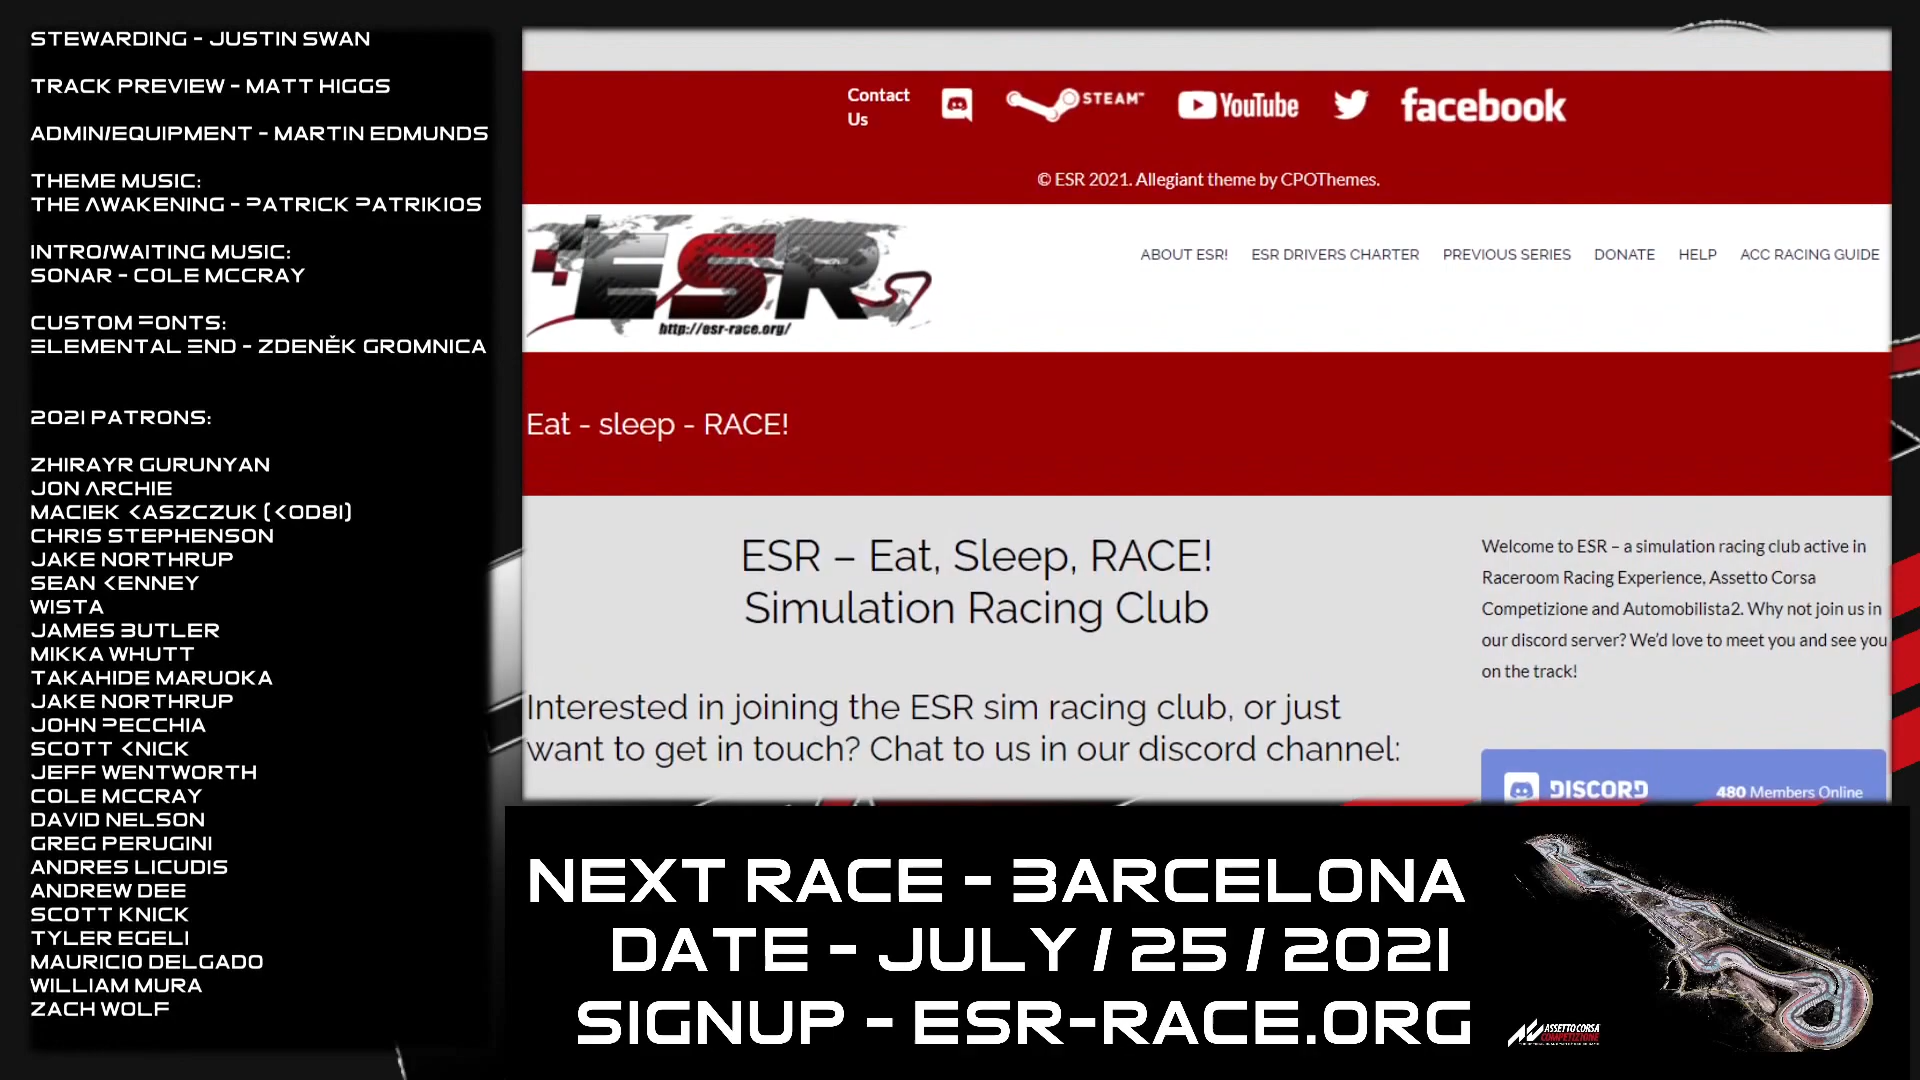 STEWARDING - JUSTIN SWAN
TRACK PREVIEW - MATT HIGGS
ADMIN/EQUIPMENT - MARTIN EDMUNDS
THEME MUSIC:
THE AWAKENING - PATRICK PATRIKIOS
INTRO/WAITING MUSIC:
SONAR - COLE MCCRAY
CUSTOM FONTS:
ELEMENTAL END - ZDENĚK GROMNICA
2021 PATRONS:
ZHIRAYR GURUNYAN
JON ARCHIE
MACIEK KASZCZUK (KOD81)
CHRIS STEPHENSON
JAKE NORTHRUP
SEAN KENNEY
WISTA
JAMES BUTLER
MIKKA WHUTT
TAKAHIDE MARUOKA
JAKE NORTHRUP
JOHN PECCHIA
SCOTT KNICK
JEFF WENTWORTH
COLE MCCRAY
DAVID NELSON
GREG PERUGINI
ANDRES LICUDIS
ANDREW DEE
SCOTT KNICK
TYLER EGELI
MAURICIO DELGADO
WILLIAM MURA
ZACH WOLF
Contact
Us
STEAM™
YouTube
facebook
© ESR 2021. Allegiant theme by CPOThemes.
ESR
http://esr-race.org/
ABOUT ESR! ESR DRIVERS CHARTER PREVIOUS SERIES DONATE HELP ACC RACING GUIDE
Eat - sleep - RACE!
ESR – Eat, Sleep, RACE!
Simulation Racing Club
Interested in joining the ESR sim racing club, or just
want to get in touch? Chat to us in our discord channel:
Welcome to ESR – a simulation racing club active in
Raceroom Racing Experience, Assetto Corsa
Competizione and Automobilista2. Why not join us in
our discord server? We'd love to meet you and see you
on the track!
DISCORD 480 Members Online
NEXT RACE - BARCELONA
DATE - JULY / 25 / 2021
SIGNUP - ESR-RACE.ORG
ASSETTO CORSA
COMPETIZIONE